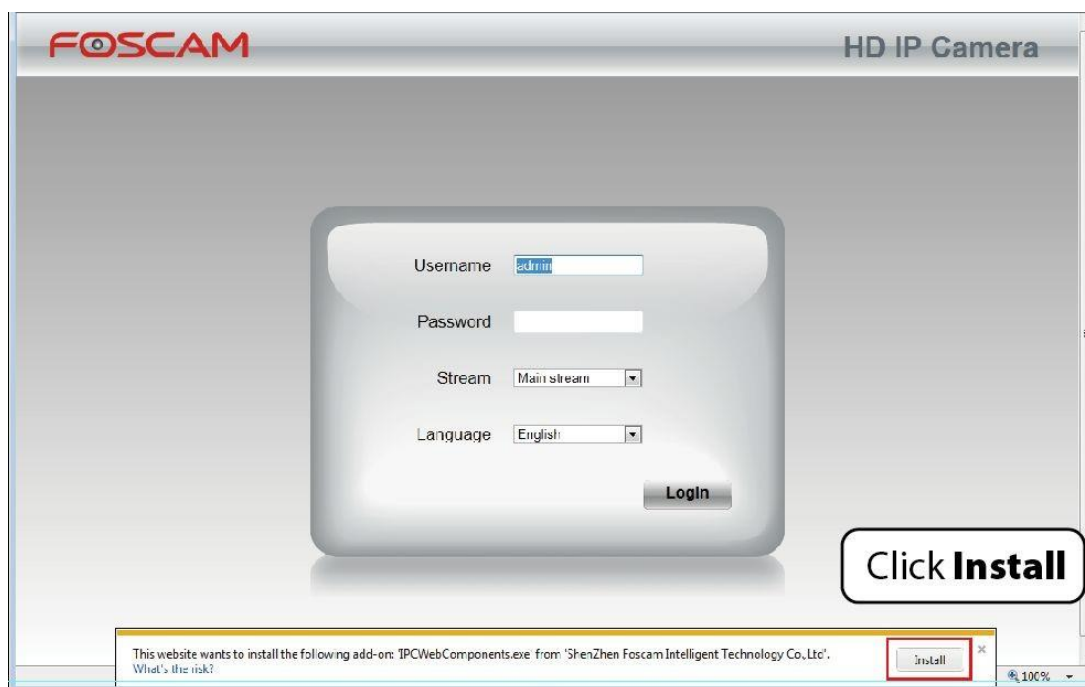 FOSCAM
HD IP Camera
Username admin
Password
Stream Main stream
Language English
Login
Click Install
This website wants to install the following add-on: 'IPCWebComponents.exe' from 'ShenZhen Foscam Intelligent Technology Co.,Ltd'.
What's the risk?
Install
100%